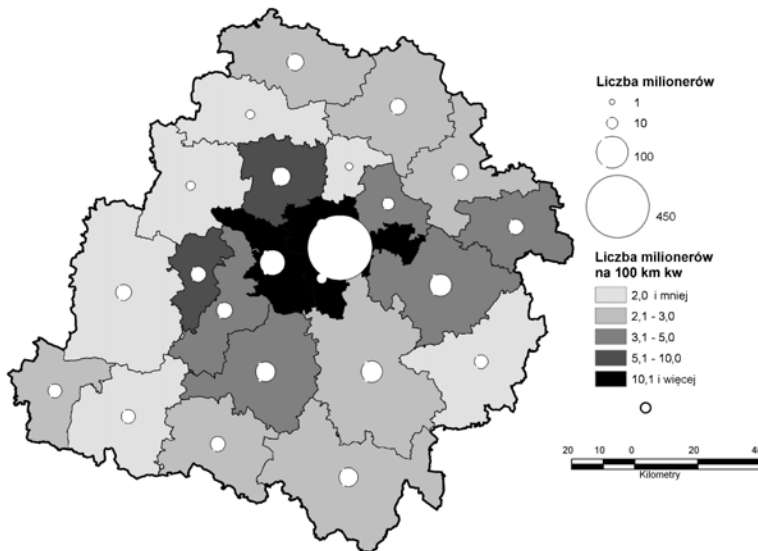 Liczba milionerów
1
10
100
450
Liczba milionerów
na 100 km kw
2,0 i mniej
2,1 - 3,0
3,1 - 5,0
5,1 - 10,0
10,1 i więcej
20 10 0 20 40
Kilometry